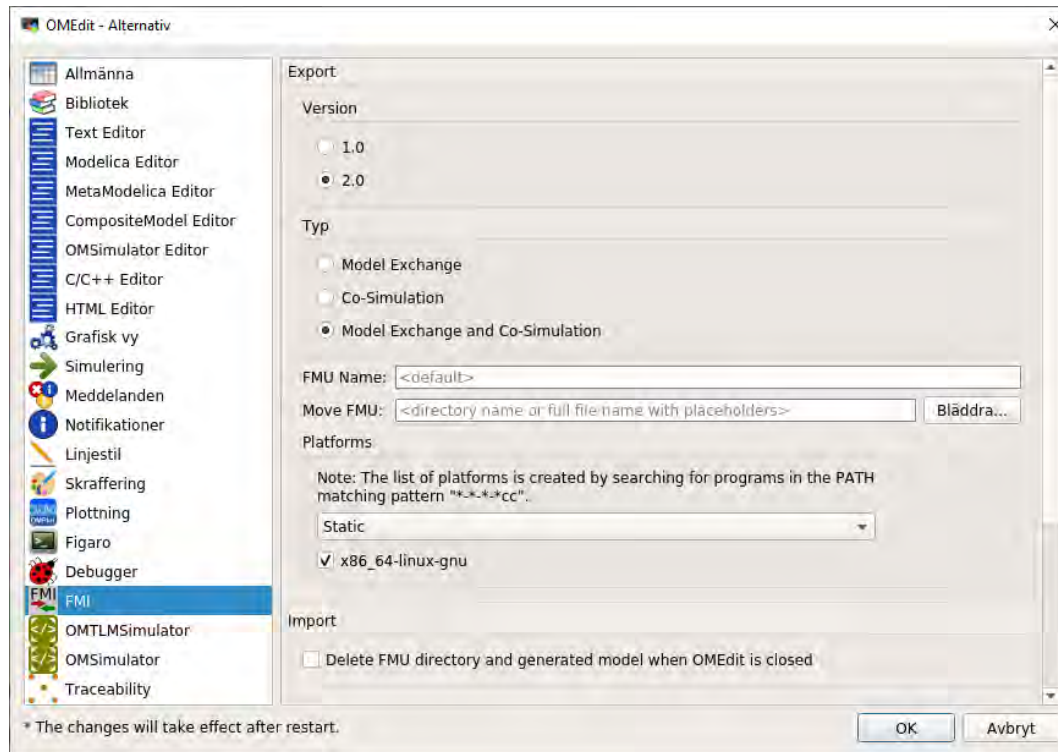 OMEdit - Alternativ
Allmänna
Bibliotek
Text Editor
Modelica Editor
MetaModelica Editor
CompositeModel Editor
OMSimulator Editor
C/C++ Editor
HTML Editor
Grafisk vy
Simulering
Meddelanden
Notifikationer
Linjestil
Skraffering
Plottning
Figaro
Debugger
FMI
FMI
OMTLMSimulator
OMSimulator
Traceability
Export
Version
1.0
2.0
Typ
Model Exchange
Co-Simulation
Model Exchange and Co-Simulation
FMU Name: <default>
Move FMU: <directory name or full file name with placeholders> Bläddra...
Platforms
Note: The list of platforms is created by searching for programs in the PATH
matching pattern "*-*-*-*cc".
Static
x86_64-linux-gnu
Import
Delete FMU directory and generated model when OMEdit is closed
* The changes will take effect after restart.
OK Avbryt